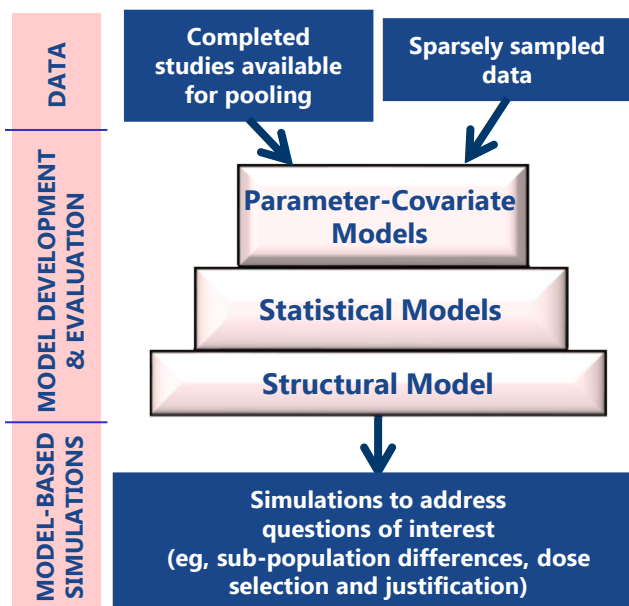 DATA
Completed
studies available
for pooling
Sparsely sampled
data
MODEL DEVELOPMENT
& EVALUATION
Parameter-Covariate
Models
Statistical Models
Structural Model
MODEL-BASED
SIMULATIONS
Simulations to address
questions of interest
(eg, sub-population differences, dose
selection and justification)